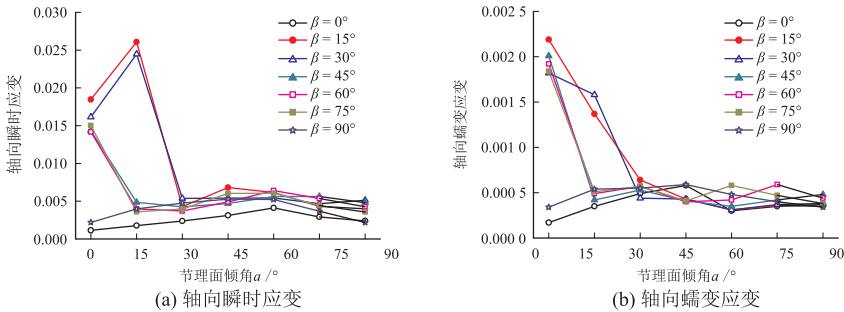 0.030
0.025
0.020
0.015
0.010
0.005
0.000
轴向瞬时应变
β = 0°
β = 15°
β = 30°
β = 45°
β = 60°
β = 75°
β = 90°
0 15 30 45 60 75 90
节理面倾角a /°
(a) 轴向瞬时应变
0.002 5
0.002 0
0.001 5
0.001 0
0.000 5
0.000 0
轴向蠕变应变
β = 0°
β = 15°
β = 30°
β = 45°
β = 60°
β = 75°
β = 90°
0 15 30 45 60 75 90
节理面倾角a /°
(b) 轴向蠕变应变